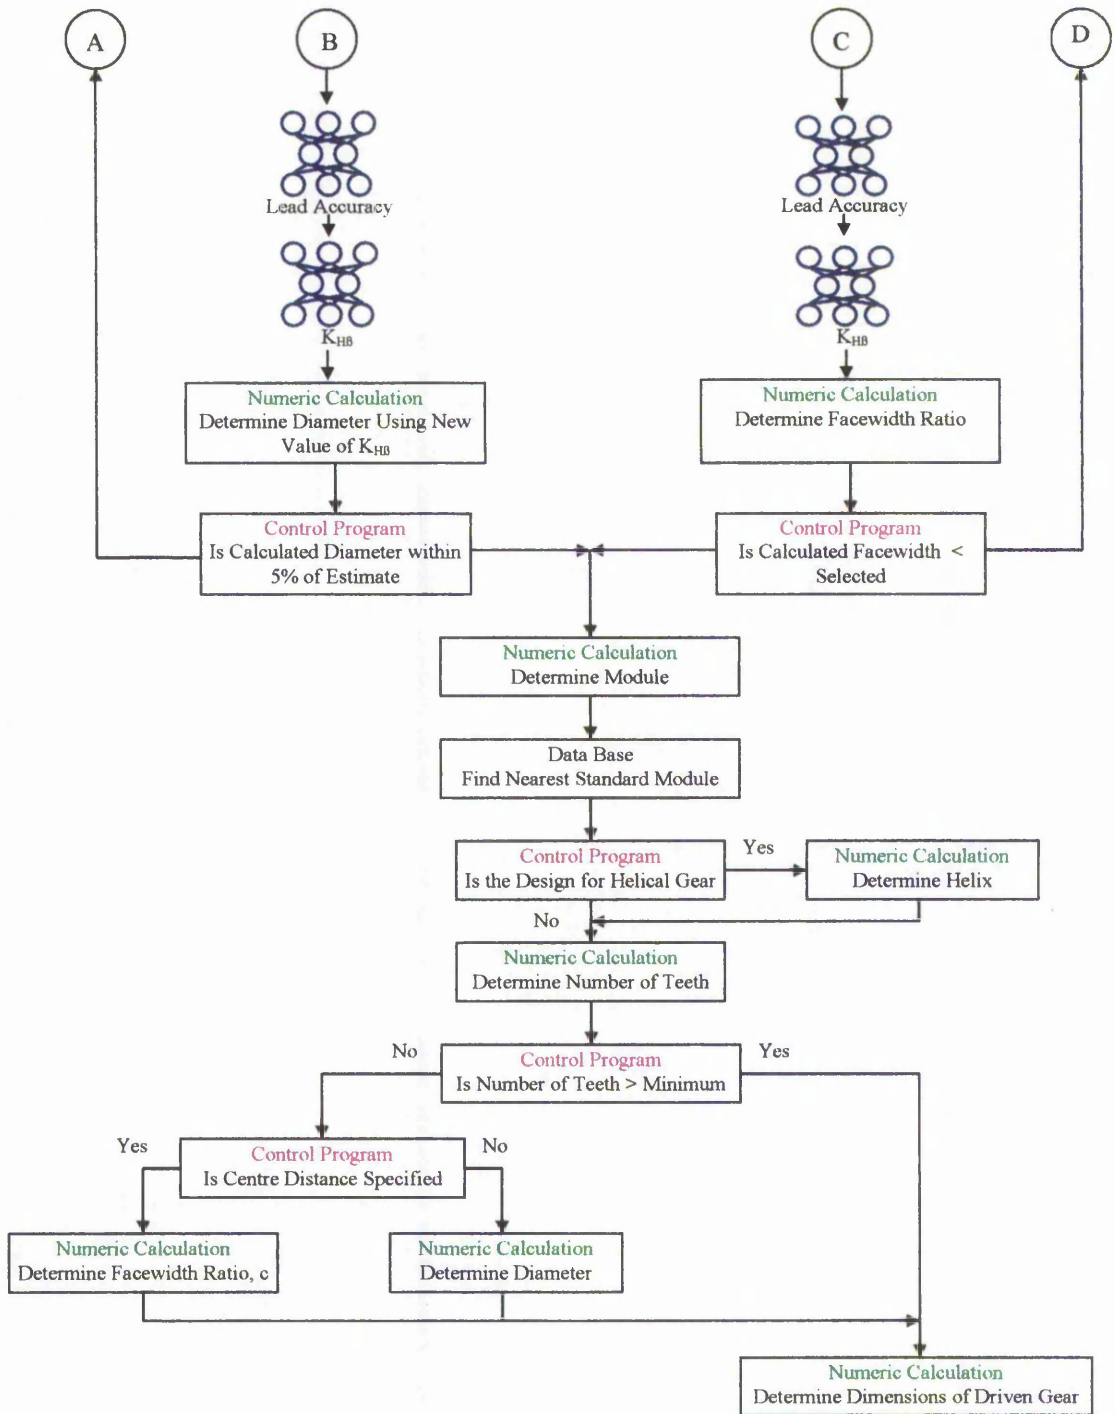 A
B
C
D
Lead Accuracy
Lead Accuracy
K_Hβ
K_Hβ
Numeric Calculation
Determine Diameter Using New
Value of K_Hβ
Numeric Calculation
Determine Facewidth Ratio
Control Program
Is Calculated Diameter within
5% of Estimate
Control Program
Is Calculated Facewidth <
Selected
Numeric Calculation
Determine Module
Data Base
Find Nearest Standard Module
Control Program
Is the Design for Helical Gear
Yes
Numeric Calculation
Determine Helix
No
Numeric Calculation
Determine Number of Teeth
No
Control Program
Is Number of Teeth > Minimum
Yes
Yes
Control Program
Is Centre Distance Specified
No
Numeric Calculation
Determine Facewidth Ratio, c
Numeric Calculation
Determine Diameter
Numeric Calculation
Determine Dimensions of Driven Gear